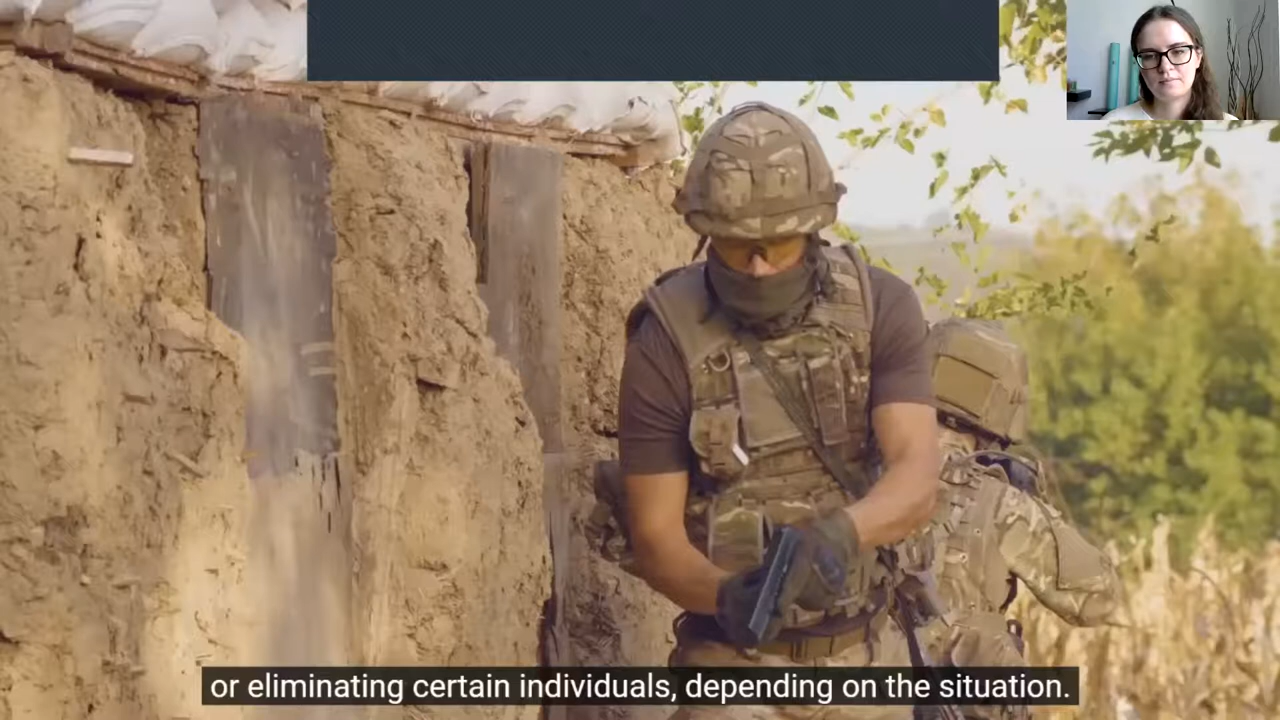 or eliminating certain individuals, depending on the situation.